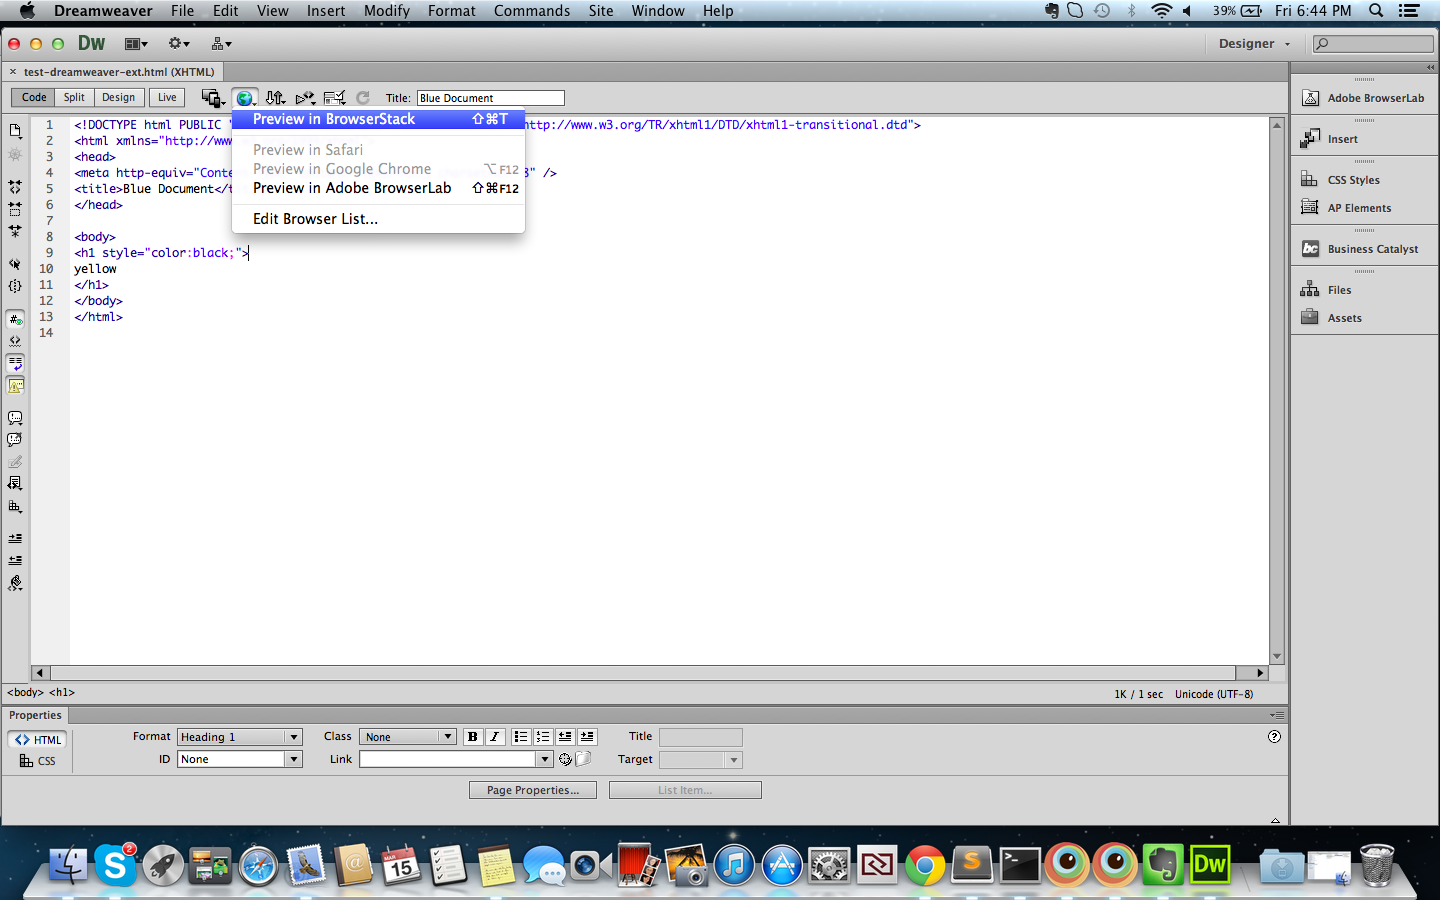 Dreamweaver File Edit View Insert Modify Format Commands Site Window Help 39% Fri 6:44 PM
Dw Designer
× test-dreamweaver-ext.html (XHTML)
Code Split Design Live Title: Blue Document
Preview in BrowserStack ⇧⌘T
Preview in Safari
Preview in Google Chrome ⌥F12
Preview in Adobe BrowserLab ⇧⌘F12
Edit Browser List...
1 <!DOCTYPE html PUBLIC " http://www.w3.org/TR/xhtml1/DTD/xhtml1-transitional.dtd">
2 <html xmlns="http://www
3 <head>
4 <meta http-equiv="Conte 8" />
5 <title>Blue Document</t
6 </head>
7
8 <body>
9 <h1 style="color:black;">
10 yellow
11 </h1>
12 </body>
13 </html>
14
Adobe BrowserLab
Insert
CSS Styles
AP Elements
bc Business Catalyst
Files
Assets
<body> <h1> 1K / 1 sec Unicode (UTF-8)
Properties
<> HTML Format Heading 1 Class None B I Title
CSS ID None Link Target
Page Properties... List Item...
S 2 MAR 15 S Dw